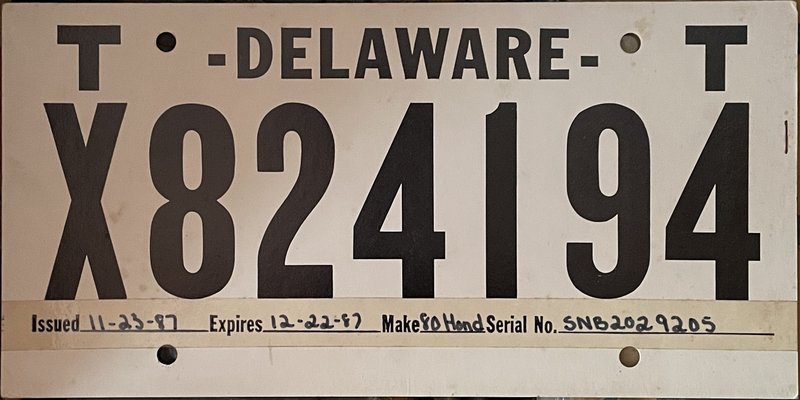 T -DELAWARE- T
X824194
Issued 11-23-87 Expires 12-22-87 Make 80 Hond Serial No. SNB2029205